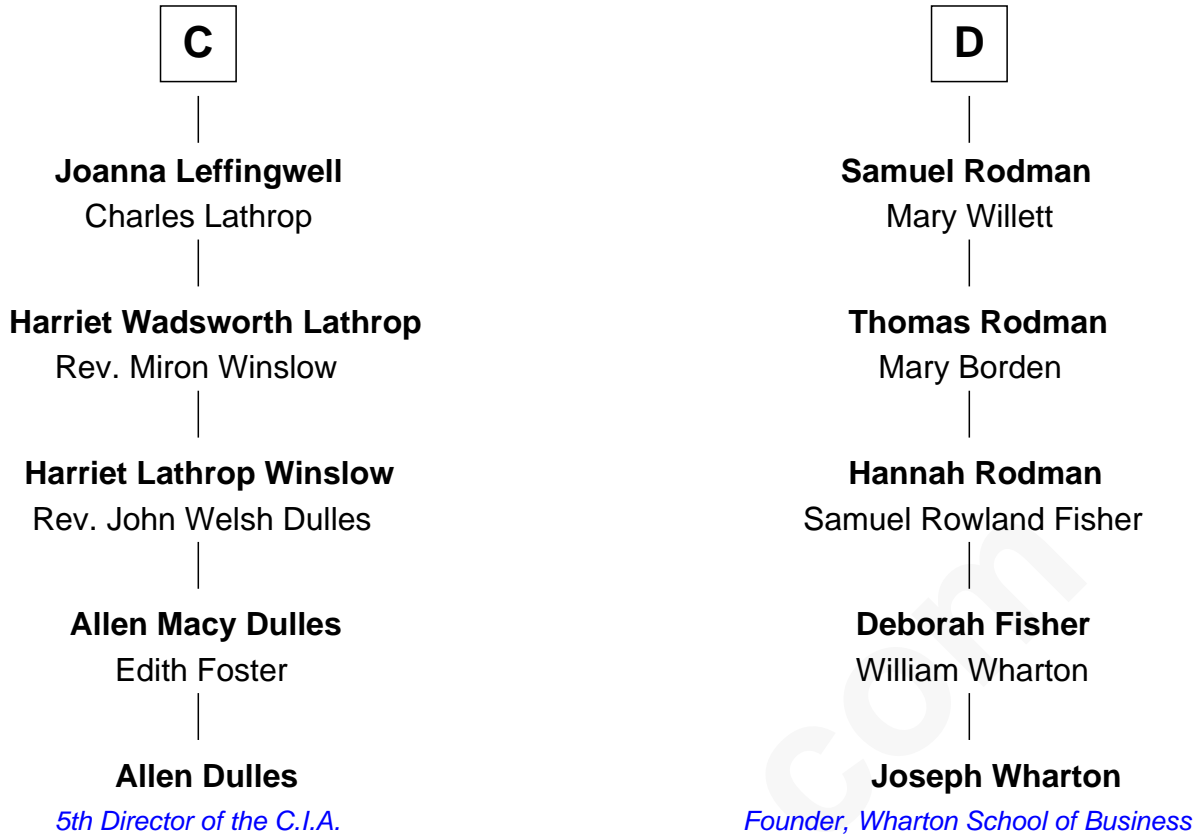 C
Joanna Leffingwell
Charles Lathrop
Harriet Wadsworth Lathrop
Rev. Miron Winslow
Harriet Lathrop Winslow
Rev. John Welsh Dulles
Allen Macy Dulles
Edith Foster
Allen Dulles
5th Director of the C.I.A.
D
Samuel Rodman
Mary Willett
Thomas Rodman
Mary Borden
Hannah Rodman
Samuel Rowland Fisher
Deborah Fisher
William Wharton
Joseph Wharton
Founder, Wharton School of Business
com